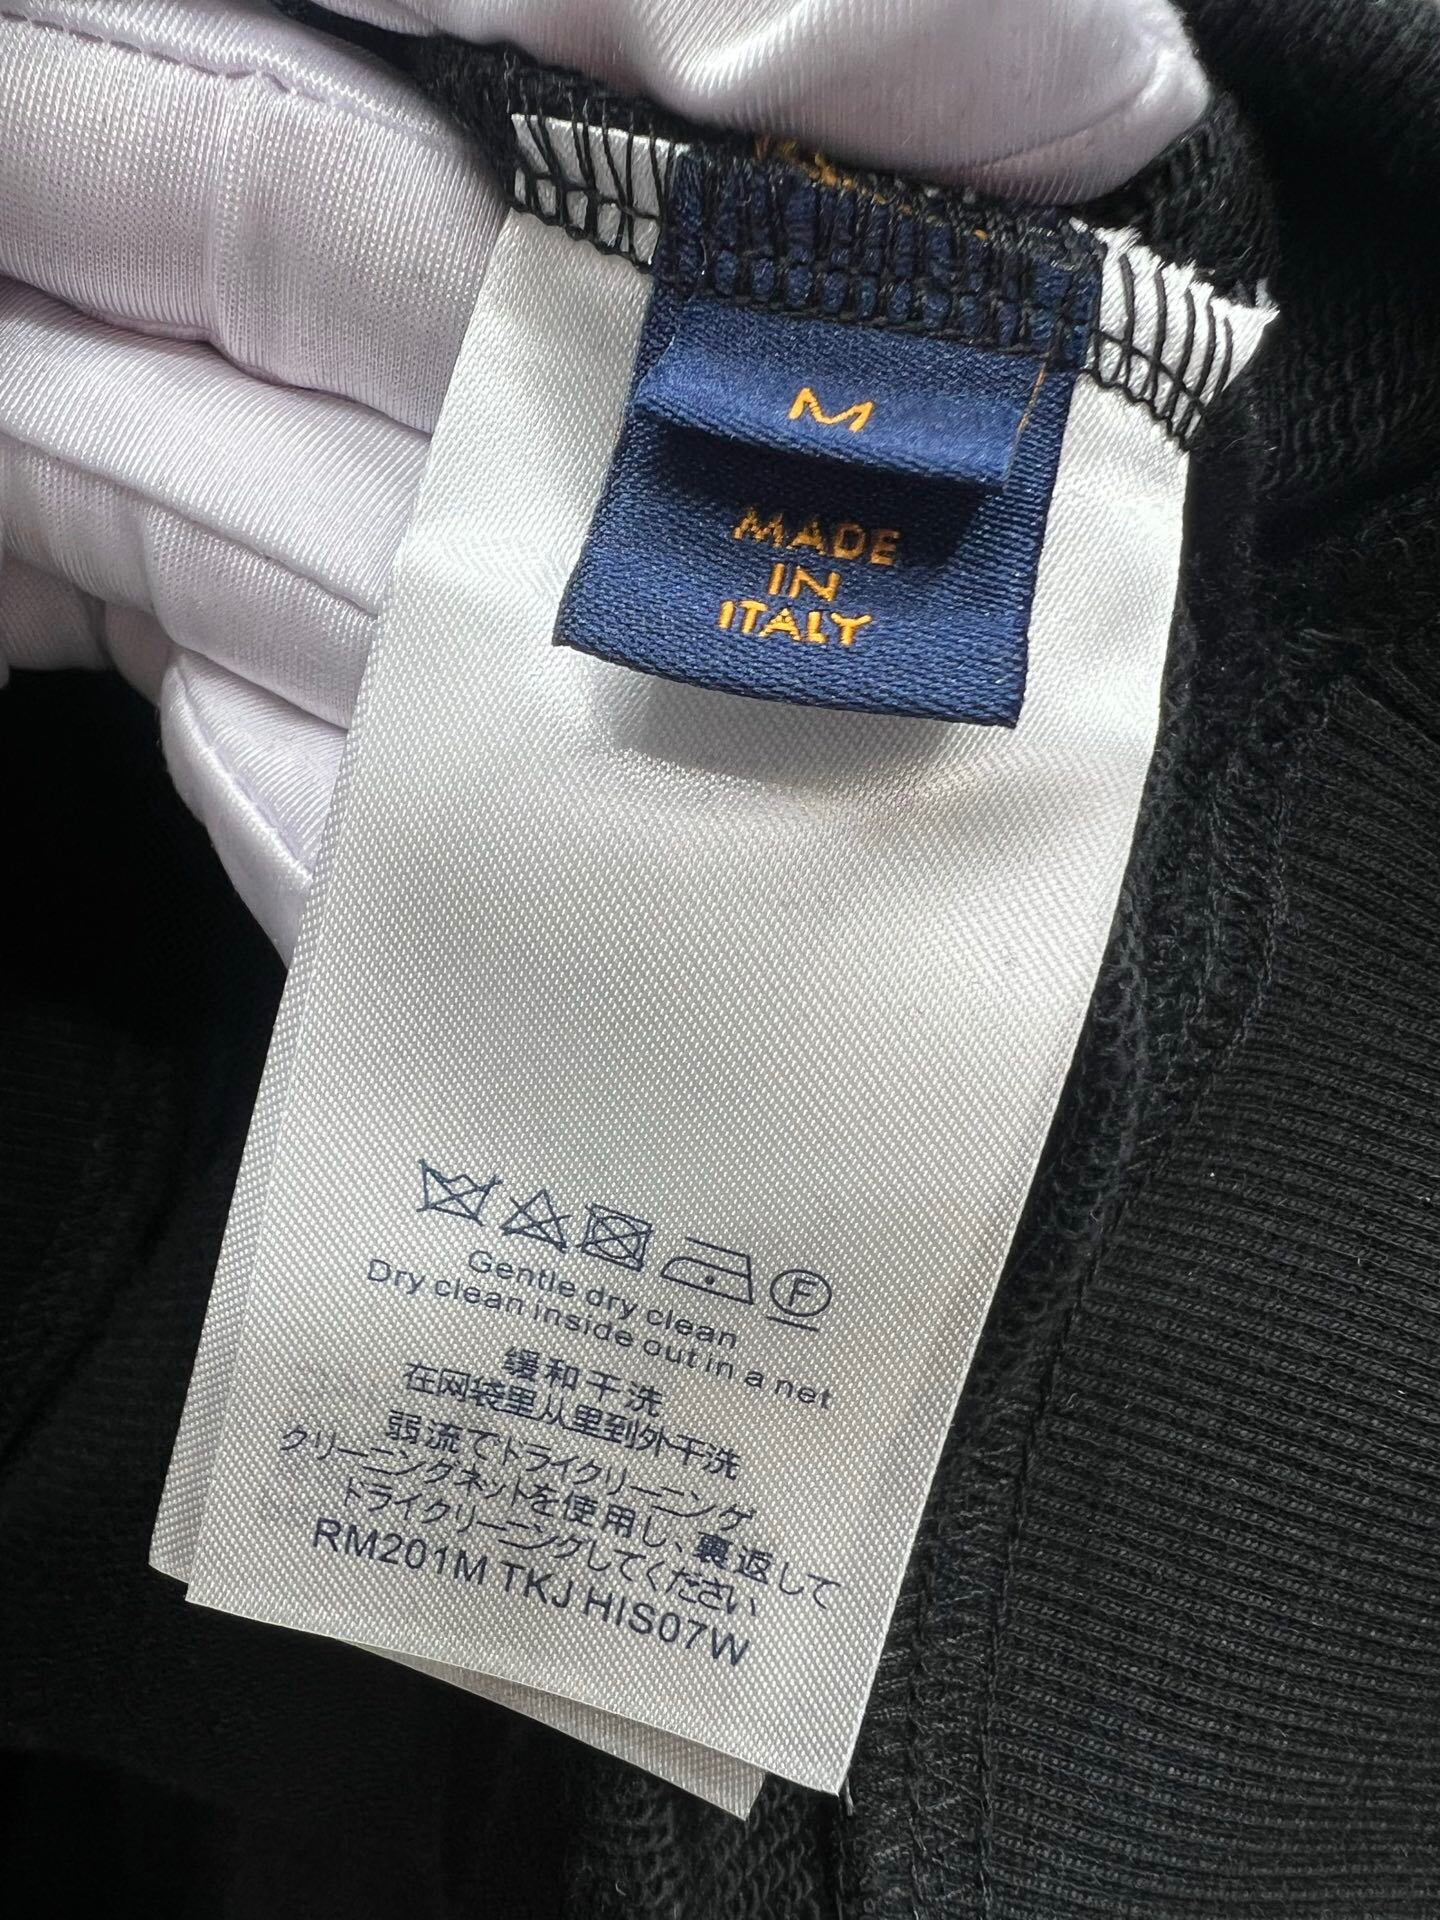 M
MADE
IN
ITALY
F
Gentle dry clean
Dry clean inside out in a net
缓和干洗
在网袋里从里到外干洗
弱流でドライクリーニング
クリーニングネットを使用し、裏返して
ドライクリーニングしてください
RM201M TKJ HIS07W